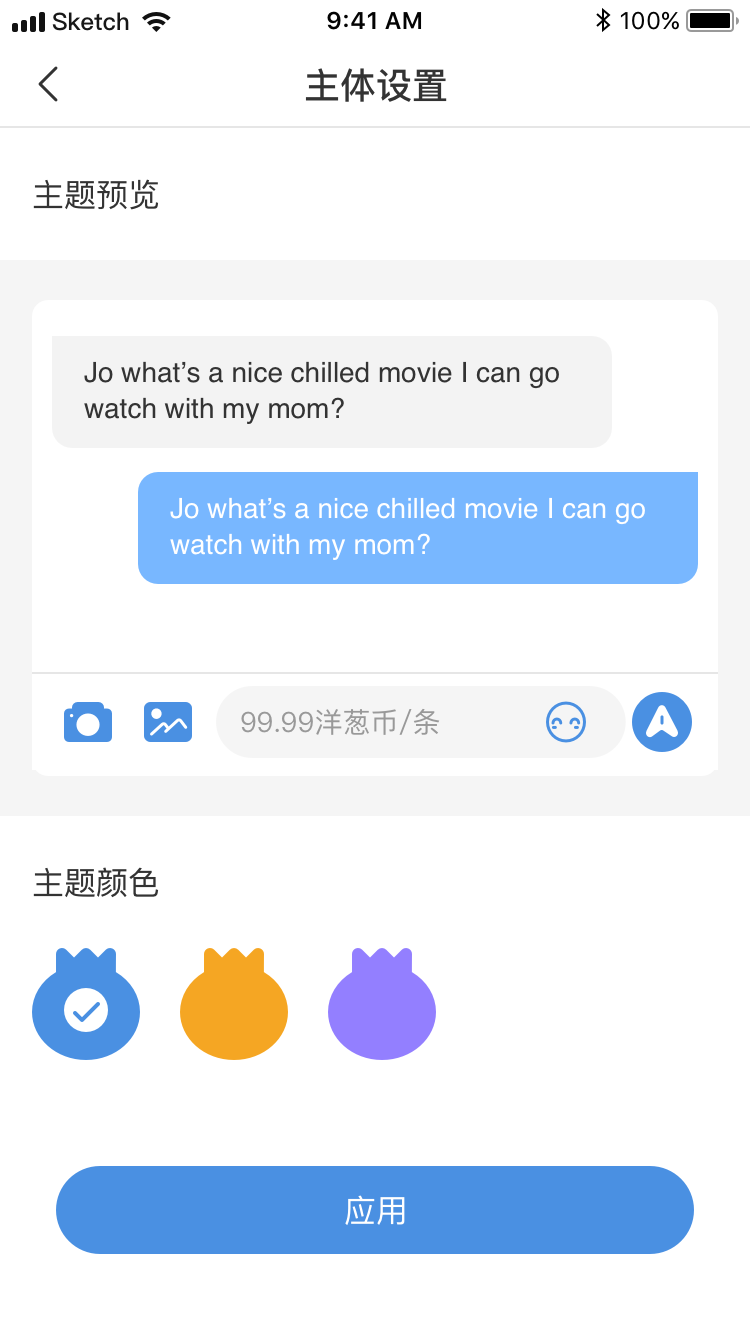 Sketch 9:41 AM 100%
主体设置
主题预览
Jo what’s a nice chilled movie I can go
watch with my mom?
Jo what’s a nice chilled movie I can go
watch with my mom?
99.99洋葱币/条
主题颜色
应用